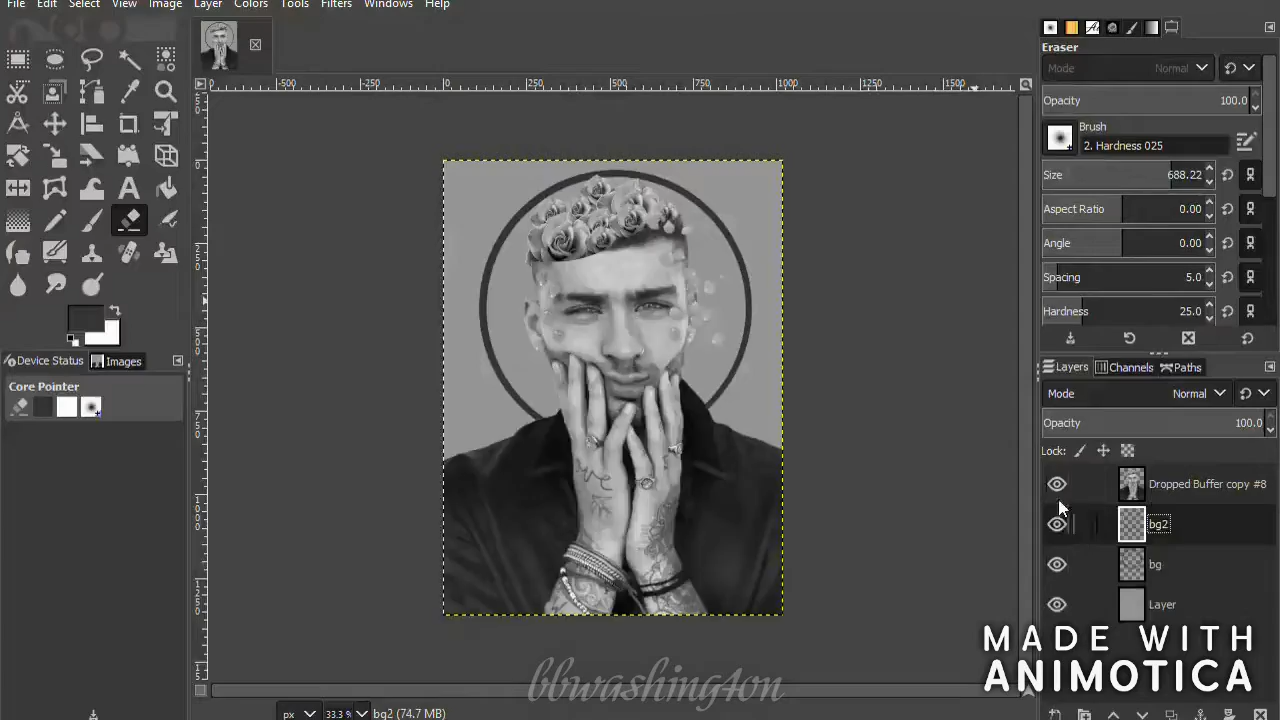 File Edit Select View Image Layer Colors Tools Filters Windows Help
-500 -250 0 250 500 750 1000 1250 1500
Eraser
Mode Normal
Opacity 100.0
Brush
2. Hardness 025
Size 688.22
Aspect Ratio 0.00
Angle 0.00
Spacing 5.0
Hardness 25.0
Device Status Images
Core Pointer
Layers Channels Paths
Mode Normal
Opacity 100.0
Lock:
Dropped Buffer copy #8
bg2
bg
Layer
MADE WITH
ANIMOTICA
bbwashing4on
px 33.3 % bg2 (74.7 MB)